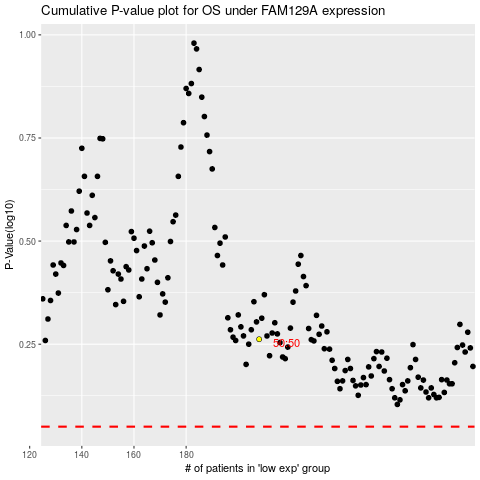 Cumulative P-value plot for OS under FAM129A expression
1.00
0.75
0.50
0.25
P-Value(log10)
50:50
120 140 160 180
# of patients in 'low exp' group